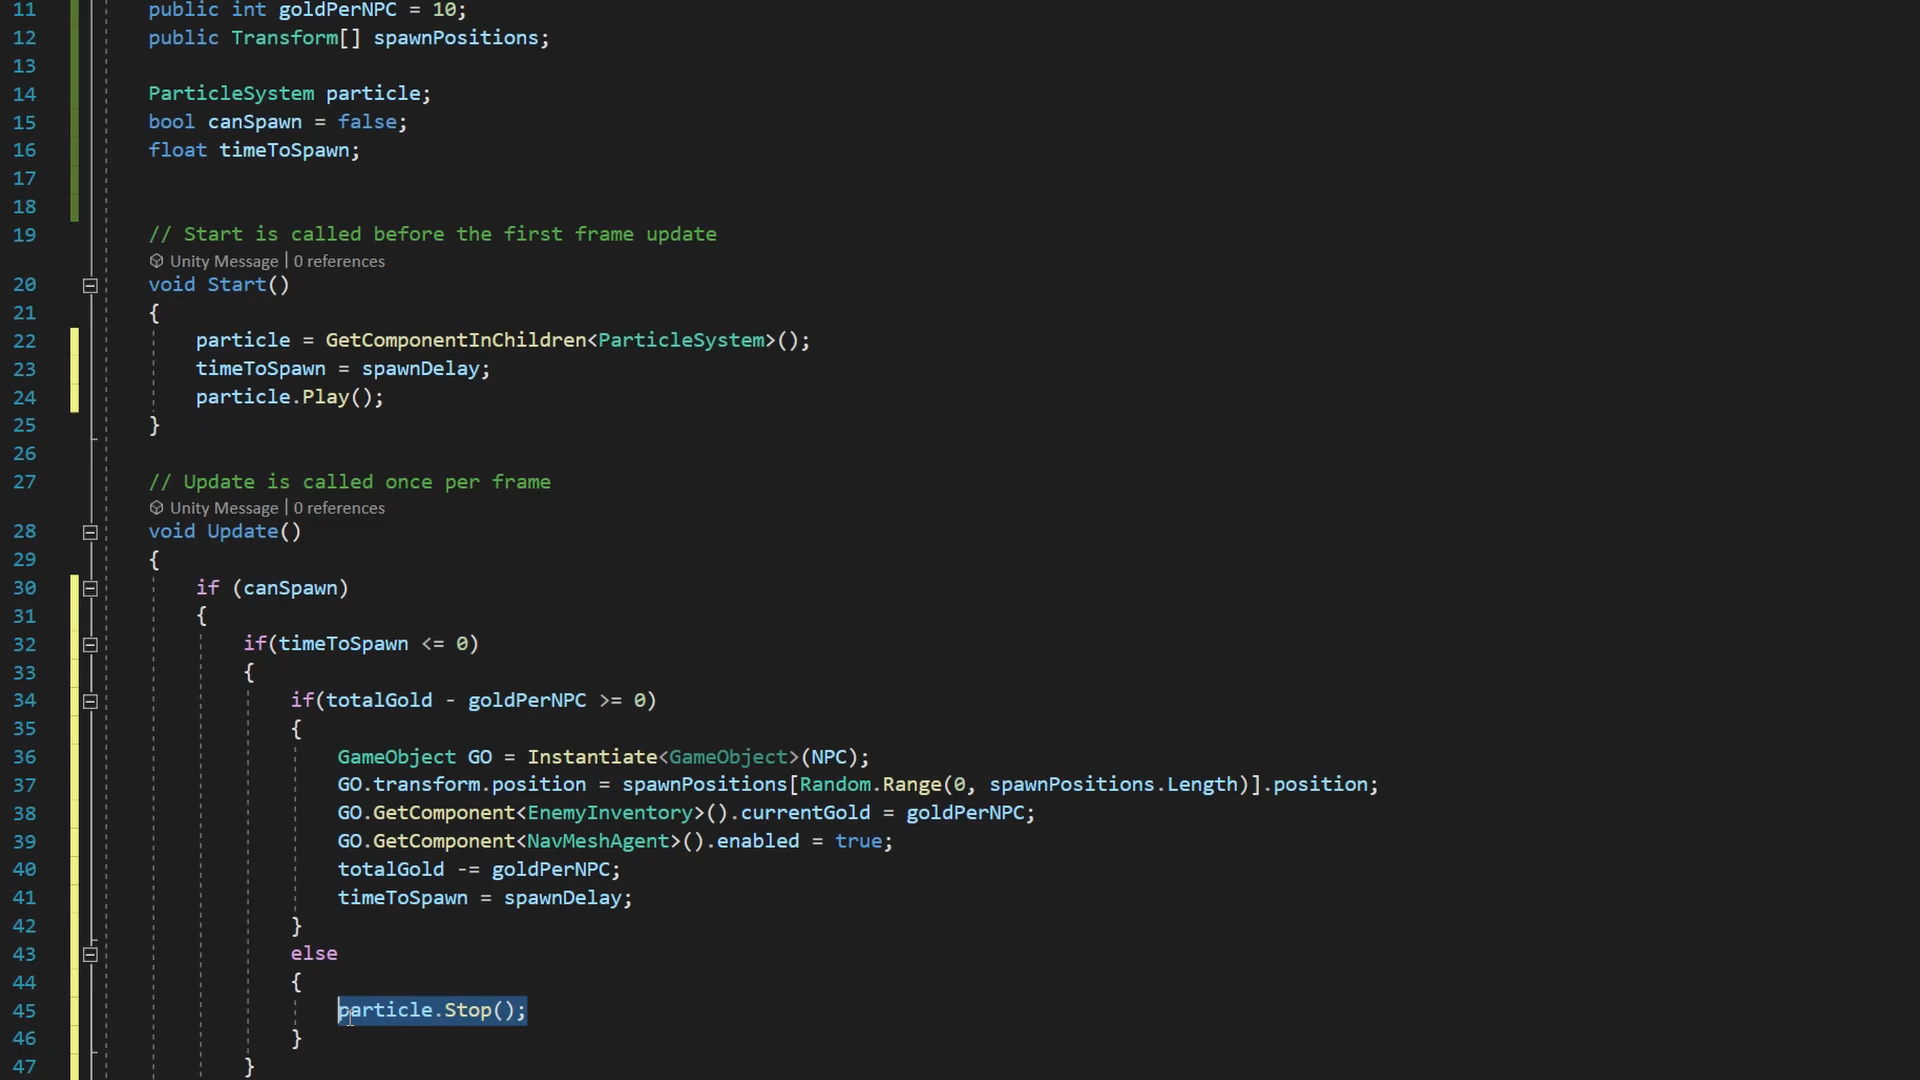 11 public int goldPerNPC = 10;
12 public Transform[] spawnPositions;
13
14 ParticleSystem particle;
15 bool canSpawn = false;
16 float timeToSpawn;
17
18
19 // Start is called before the first frame update
Unity Message | 0 references
20 void Start()
21 {
22 particle = GetComponentInChildren<ParticleSystem>();
23 timeToSpawn = spawnDelay;
24 particle.Play();
25 }
26
27 // Update is called once per frame
Unity Message | 0 references
28 void Update()
29 {
30 if (canSpawn)
31 {
32 if(timeToSpawn <= 0)
33 {
34 if(totalGold - goldPerNPC >= 0)
35 {
36 GameObject GO = Instantiate<GameObject>(NPC);
37 GO.transform.position = spawnPositions[Random.Range(0, spawnPositions.Length)].position;
38 GO.GetComponent<EnemyInventory>().currentGold = goldPerNPC;
39 GO.GetComponent<NavMeshAgent>().enabled = true;
40 totalGold -= goldPerNPC;
41 timeToSpawn = spawnDelay;
42 }
43 else
44 {
45 particle.Stop();
46 }
47 }